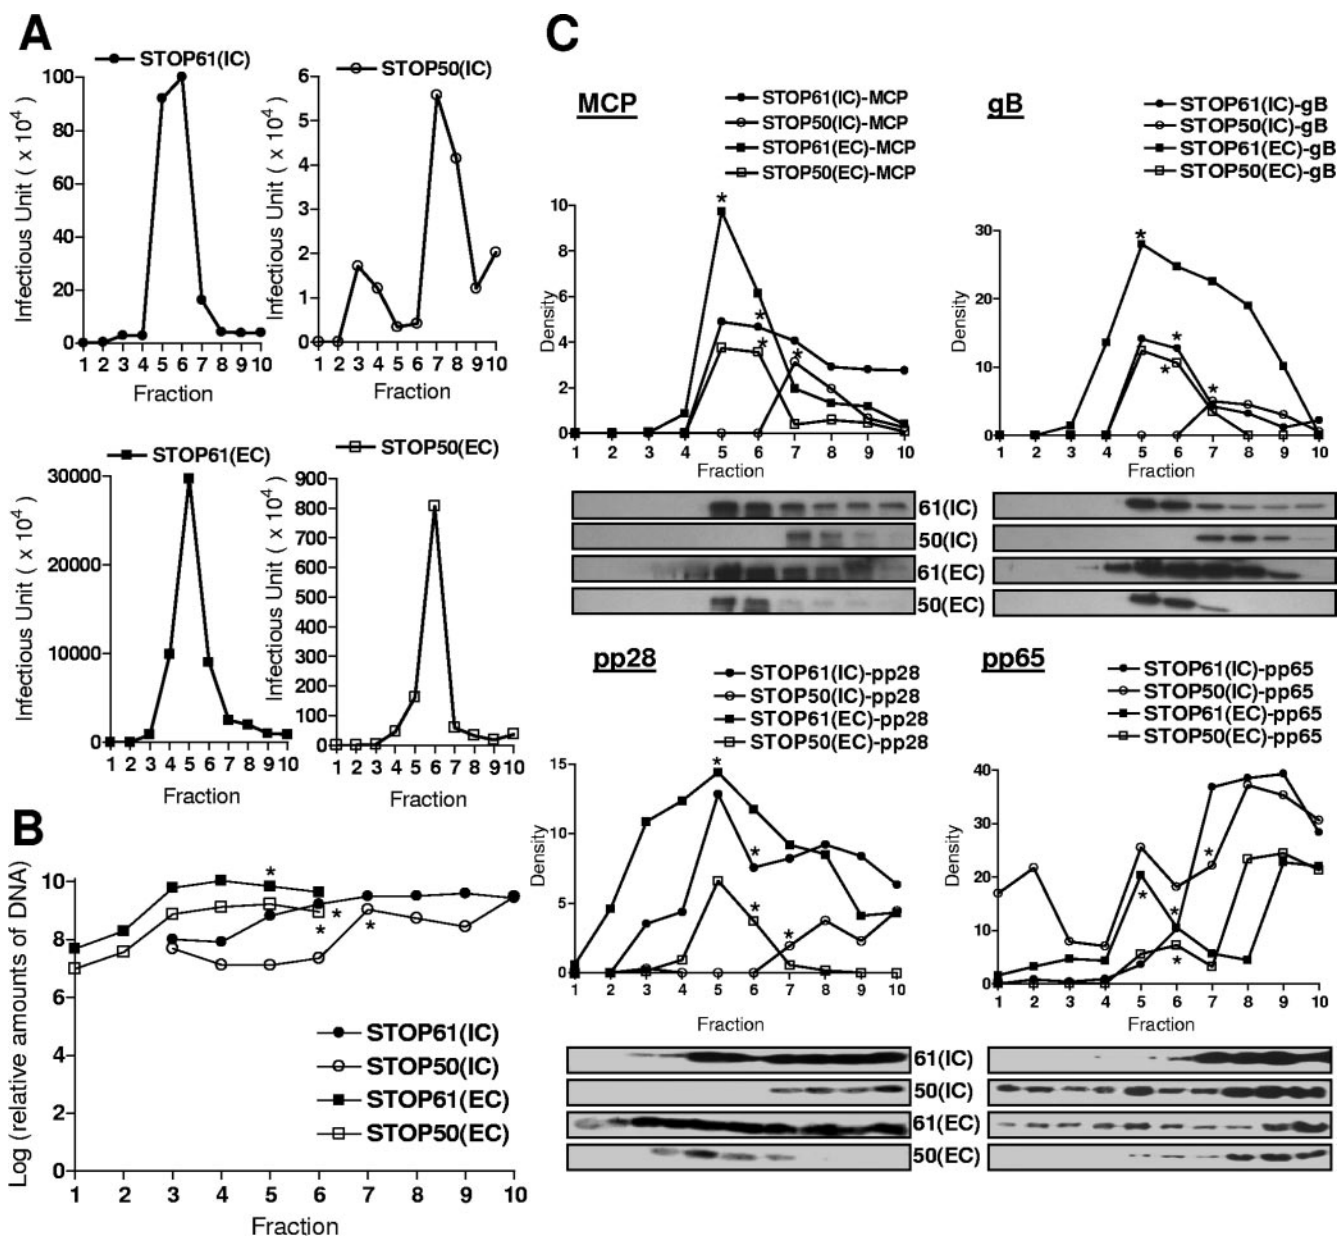 A
STOP61(IC)
Infectious Unit ( x 10⁴ )
100
80
60
40
20
0
1 2 3 4 5 6 7 8 9 10
Fraction
STOP50(IC)
Infectious Unit ( x 10⁴ )
6
5
4
3
2
1
0
1 2 3 4 5 6 7 8 9 10
Fraction
STOP61(EC)
Infectious Unit ( x 10⁴ )
30000
20000
10000
0
1 2 3 4 5 6 7 8 9 10
Fraction
STOP50(EC)
Infectious Unit ( x 10⁴ )
900
800
700
600
500
400
300
200
100
0
1 2 3 4 5 6 7 8 9 10
Fraction
B
Log (relative amounts of DNA)
10
8
6
4
2
0
* * * *
STOP61(IC)
STOP50(IC)
STOP61(EC)
STOP50(EC)
1 2 3 4 5 6 7 8 9 10
Fraction
C
MCP
STOP61(IC)-MCP
STOP50(IC)-MCP
STOP61(EC)-MCP
STOP50(EC)-MCP
Density
10
8
6
4
2
0
* * * *
1 2 3 4 5 6 7 8 9 10
Fraction
61(IC)
50(IC)
61(EC)
50(EC)
gB
STOP61(IC)-gB
STOP50(IC)-gB
STOP61(EC)-gB
STOP50(EC)-gB
Density
30
20
10
0
* * * *
1 2 3 4 5 6 7 8 9 10
Fraction
pp28
STOP61(IC)-pp28
STOP50(IC)-pp28
STOP61(EC)-pp28
STOP50(EC)-pp28
Density
15
10
5
0
* * * *
1 2 3 4 5 6 7 8 9 10
Fraction
61(IC)
50(IC)
61(EC)
50(EC)
pp65
STOP61(IC)-pp65
STOP50(IC)-pp65
STOP61(EC)-pp65
STOP50(EC)-pp65
Density
40
30
20
10
0
* * * *
1 2 3 4 5 6 7 8 9 10
Fraction